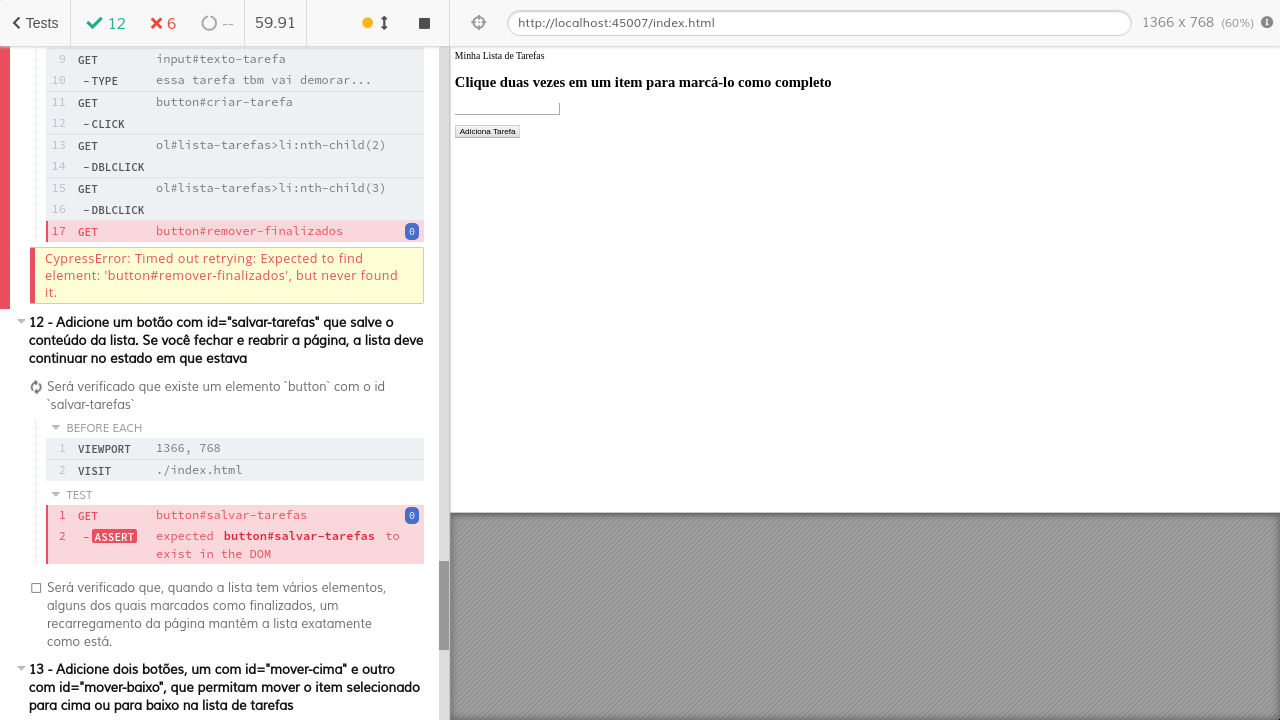 Tests 12 6 -- 59.91 http://localhost:45007/index.html 1366 x 768 (60%)
9 GET input#texto-tarefa
10 -TYPE essa tarefa tbm vai demorar...
11 GET button#criar-tarefa
12 -CLICK
13 GET ol#lista-tarefas>li:nth-child(2)
14 -DBLCLICK
15 GET ol#lista-tarefas>li:nth-child(3)
16 -DBLCLICK
17 GET button#remover-finalizados 0
CypressError: Timed out retrying: Expected to find
element: 'button#remover-finalizados', but never found
it.
12 - Adicione um botão com id="salvar-tarefas" que salve o
conteúdo da lista. Se você fechar e reabrir a página, a lista deve
continuar no estado em que estava
Será verificado que existe um elemento `button` com o id
`salvar-tarefas`
BEFORE EACH
1 VIEWPORT 1366, 768
2 VISIT ./index.html
TEST
1 GET button#salvar-tarefas 0
2 -ASSERT expected button#salvar-tarefas to
exist in the DOM
Será verificado que, quando a lista tem vários elementos,
alguns dos quais marcados como finalizados, um
recarregamento da página mantém a lista exatamente
como está.
13 - Adicione dois botões, um com id="mover-cima" e outro
com id="mover-baixo", que permitam mover o item selecionado
para cima ou para baixo na lista de tarefas
Minha Lista de Tarefas
Clique duas vezes em um item para marcá-lo como completo
Adiciona Tarefa